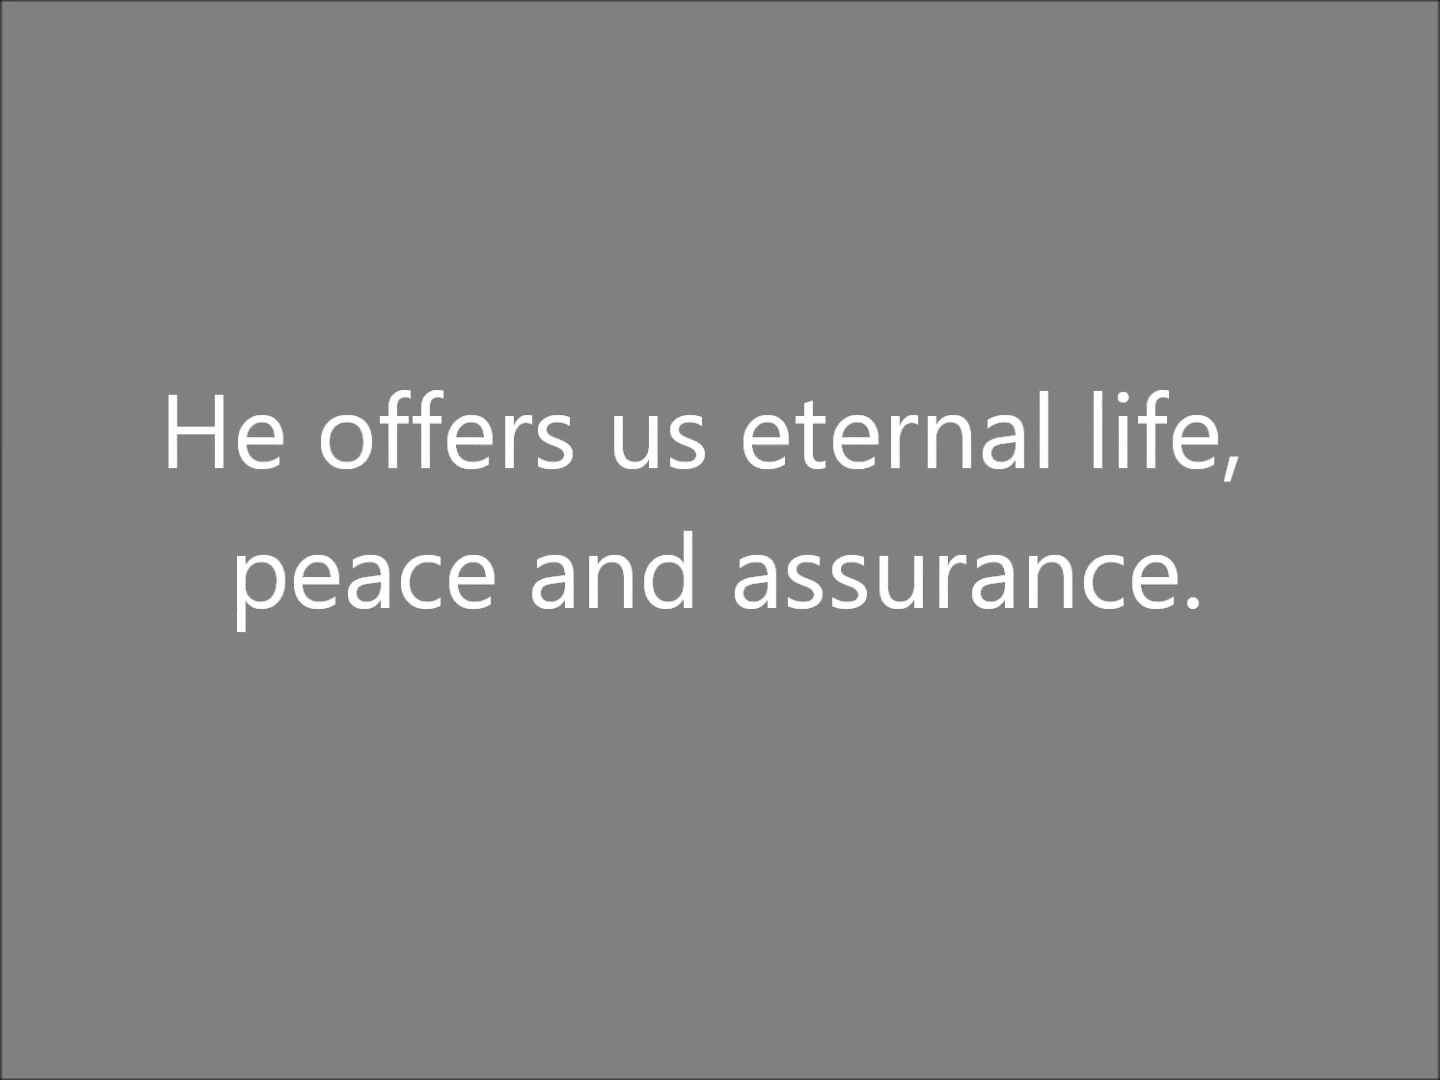 He offers us eternal life,
peace and assurance.